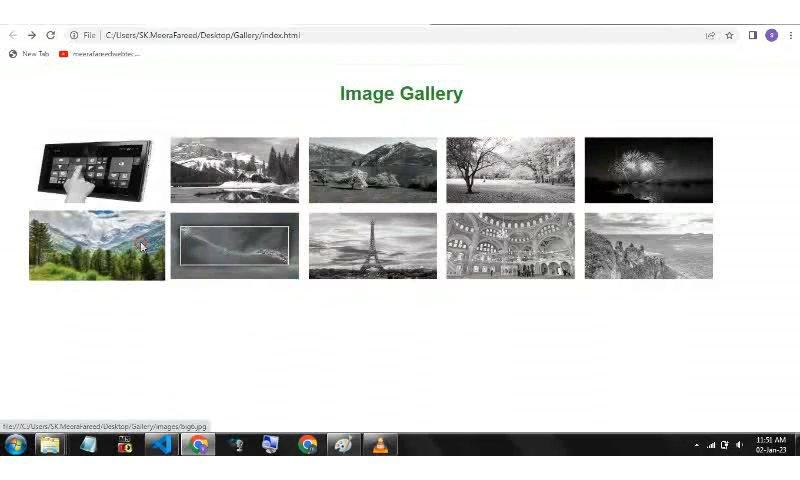 File
C:/Users/SK.MeeraFareed/Desktop/Gallery/index.html
New Tab
meerafareedwebtec...
Image Gallery
file:///C:/Users/SK.MeeraFareed/Desktop/Gallery/images/big6.jpg
11:51 AM
02-Jan-23